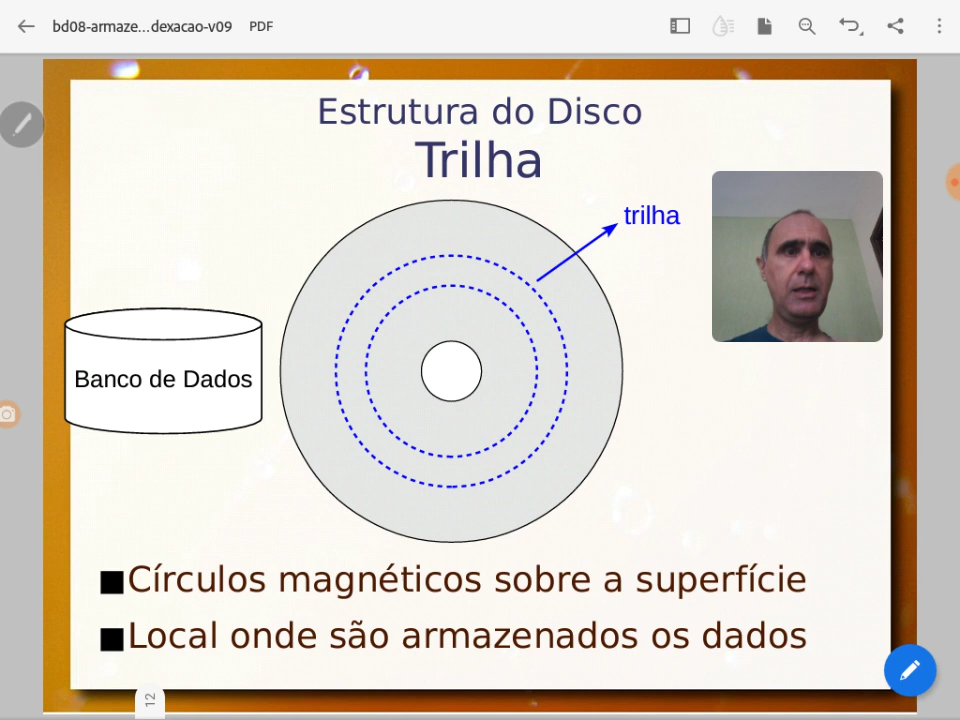 bd08-armaze...dexacao-v09 PDF
Estrutura do Disco
Trilha
trilha
Banco de Dados
Círculos magnéticos sobre a superfície
Local onde são armazenados os dados
12